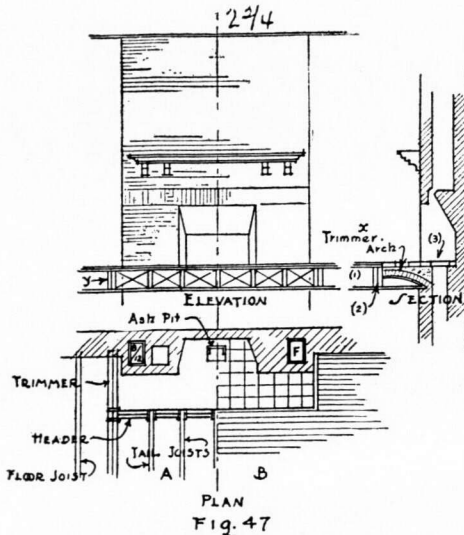 2 2/4
x
Trimmer.
Arch
(3)
y
(1)
(2)
ELEVATION
SECTION
Ash Pit
F
TRIMMER
HEADER
TAIL JOISTS
FLOOR JOIST
A
B
PLAN
Fig. 47